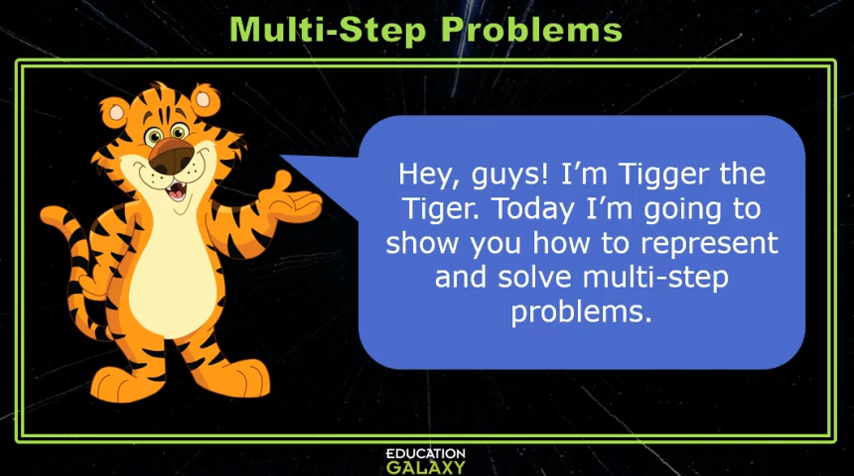 Multi-Step Problems
Hey, guys! I’m Tigger the
Tiger. Today I’m going to
show you how to represent
and solve multi-step
problems.
EDUCATION
GALAXY